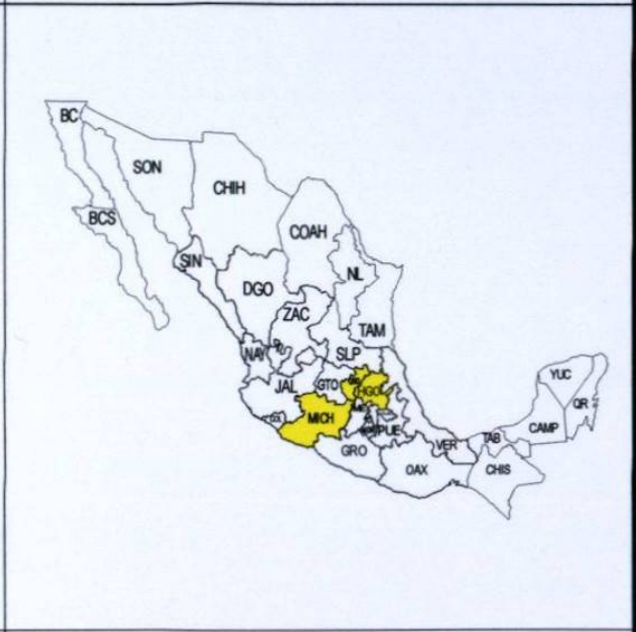 BC
SON
CHIH
BCS
COAH
SIN
NL
DGO
ZAC
TAM
NAY
SLP
YUC
JAL
GTO
HGO
QR
MICH
CAMP
PUE
VER
TAB
GRO
OAX
CHIS